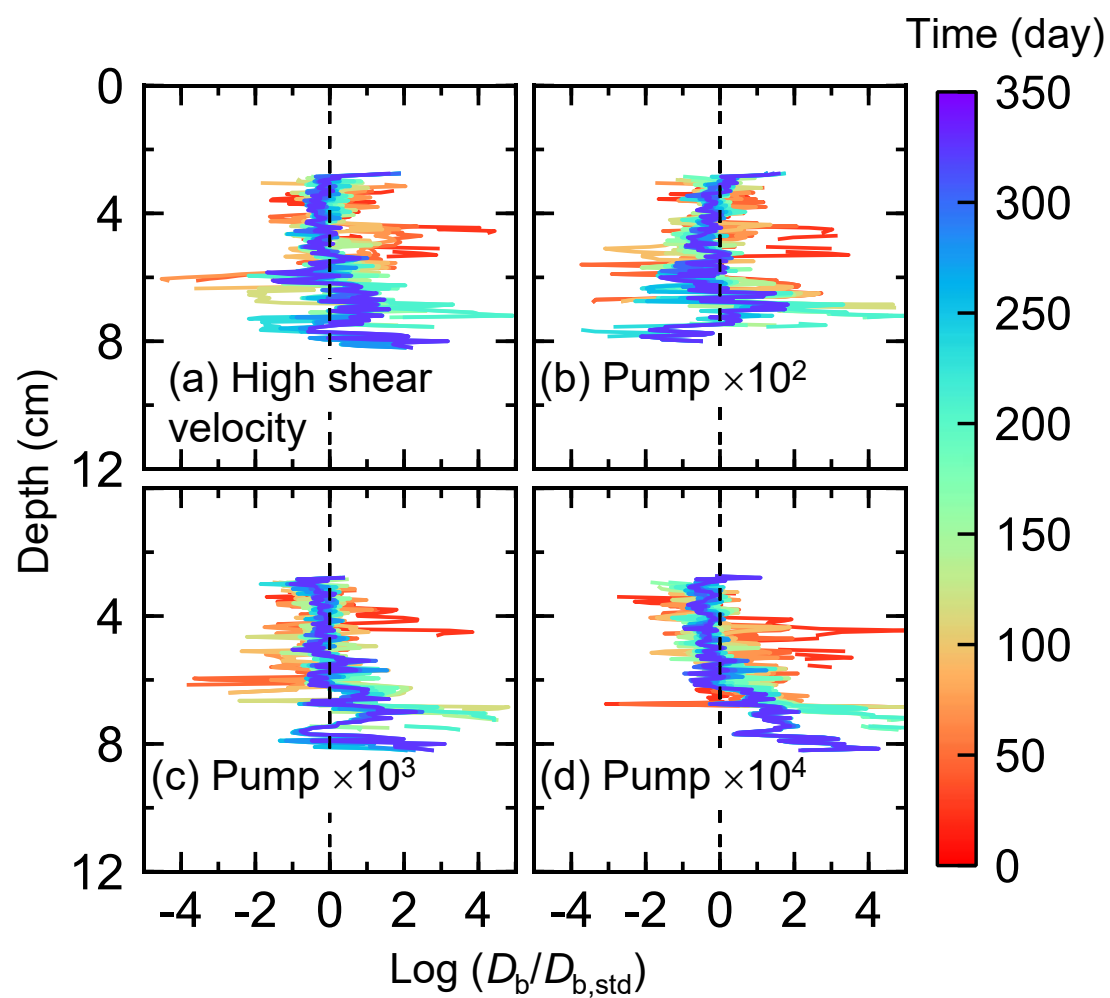 Time (day)
0
4
8
12
(a) High shear
velocity
(b) Pump ×10²
350
300
250
200
150
100
50
0
Depth (cm)
4
8
12
(c) Pump ×10³
(d) Pump ×10⁴
-4 -2 0 2 4
-4 -2 0 2 4
Log (D_b/D_b,std)